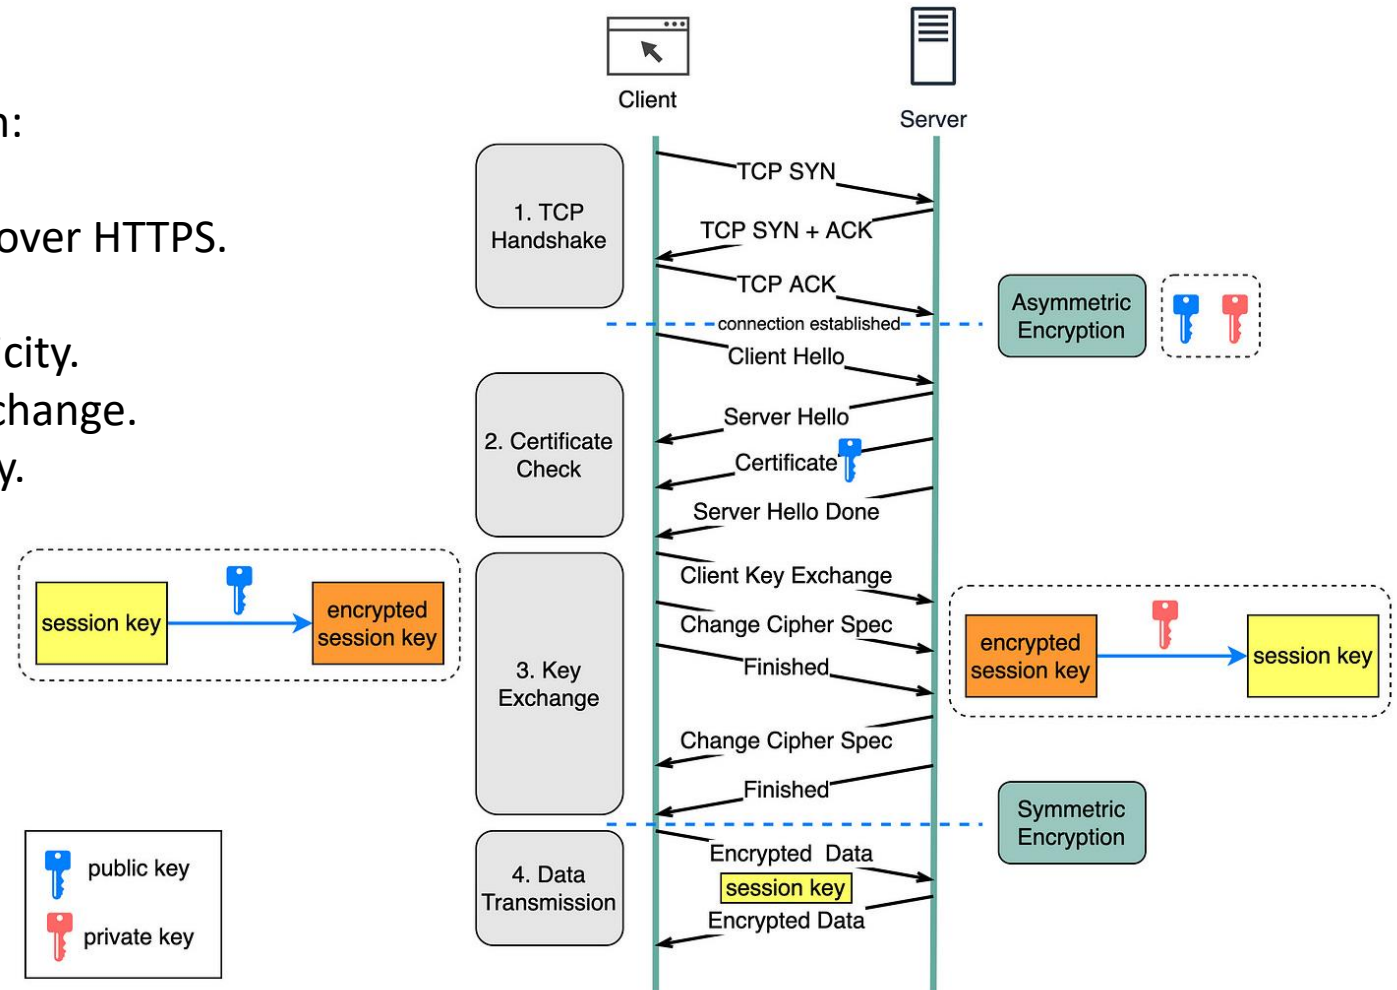 Client
Server
n:
over HTTPS.
city.
change.
y.
1. TCP
Handshake
TCP SYN
TCP SYN + ACK
TCP ACK
connection established
Asymmetric
Encryption
Client Hello
2. Certificate
Check
Server Hello
Certificate
Server Hello Done
3. Key
Exchange
Client Key Exchange
Change Cipher Spec
Finished
Change Cipher Spec
Finished
session key
encrypted
session key
encrypted
session key
session key
Symmetric
Encryption
4. Data
Transmission
Encrypted Data
session key
Encrypted Data
public key
private key